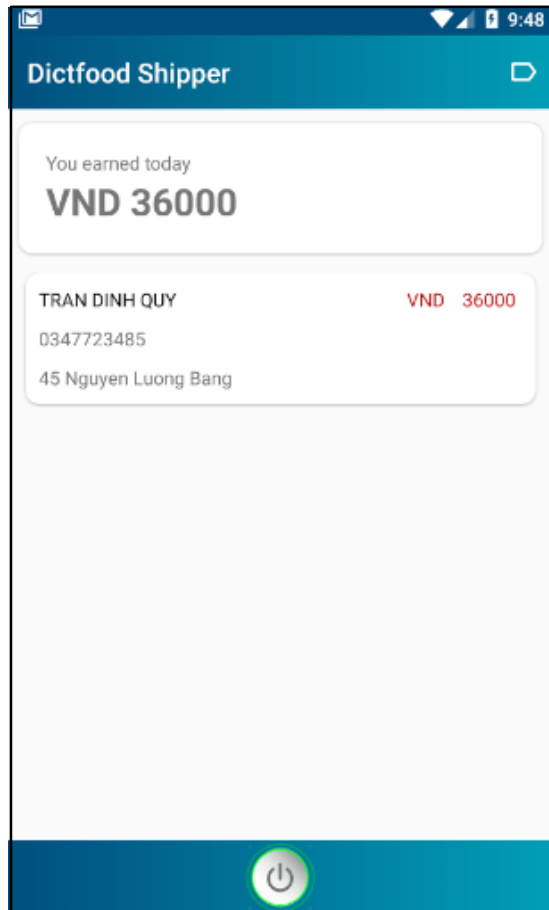 9:48
Dictfood Shipper
You earned today
VND 36000
TRAN DINH QUY VND 36000
0347723485
45 Nguyen Luong Bang